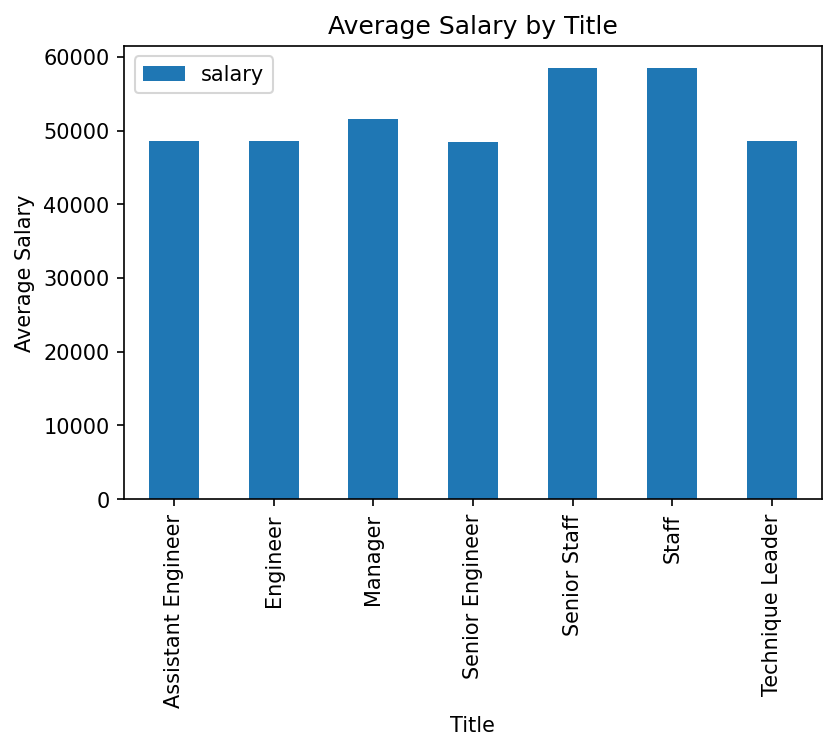 Average Salary by Title
salary
Average Salary
60000
50000
40000
30000
20000
10000
0
Assistant Engineer
Engineer
Manager
Senior Engineer
Senior Staff
Staff
Technique Leader
Title